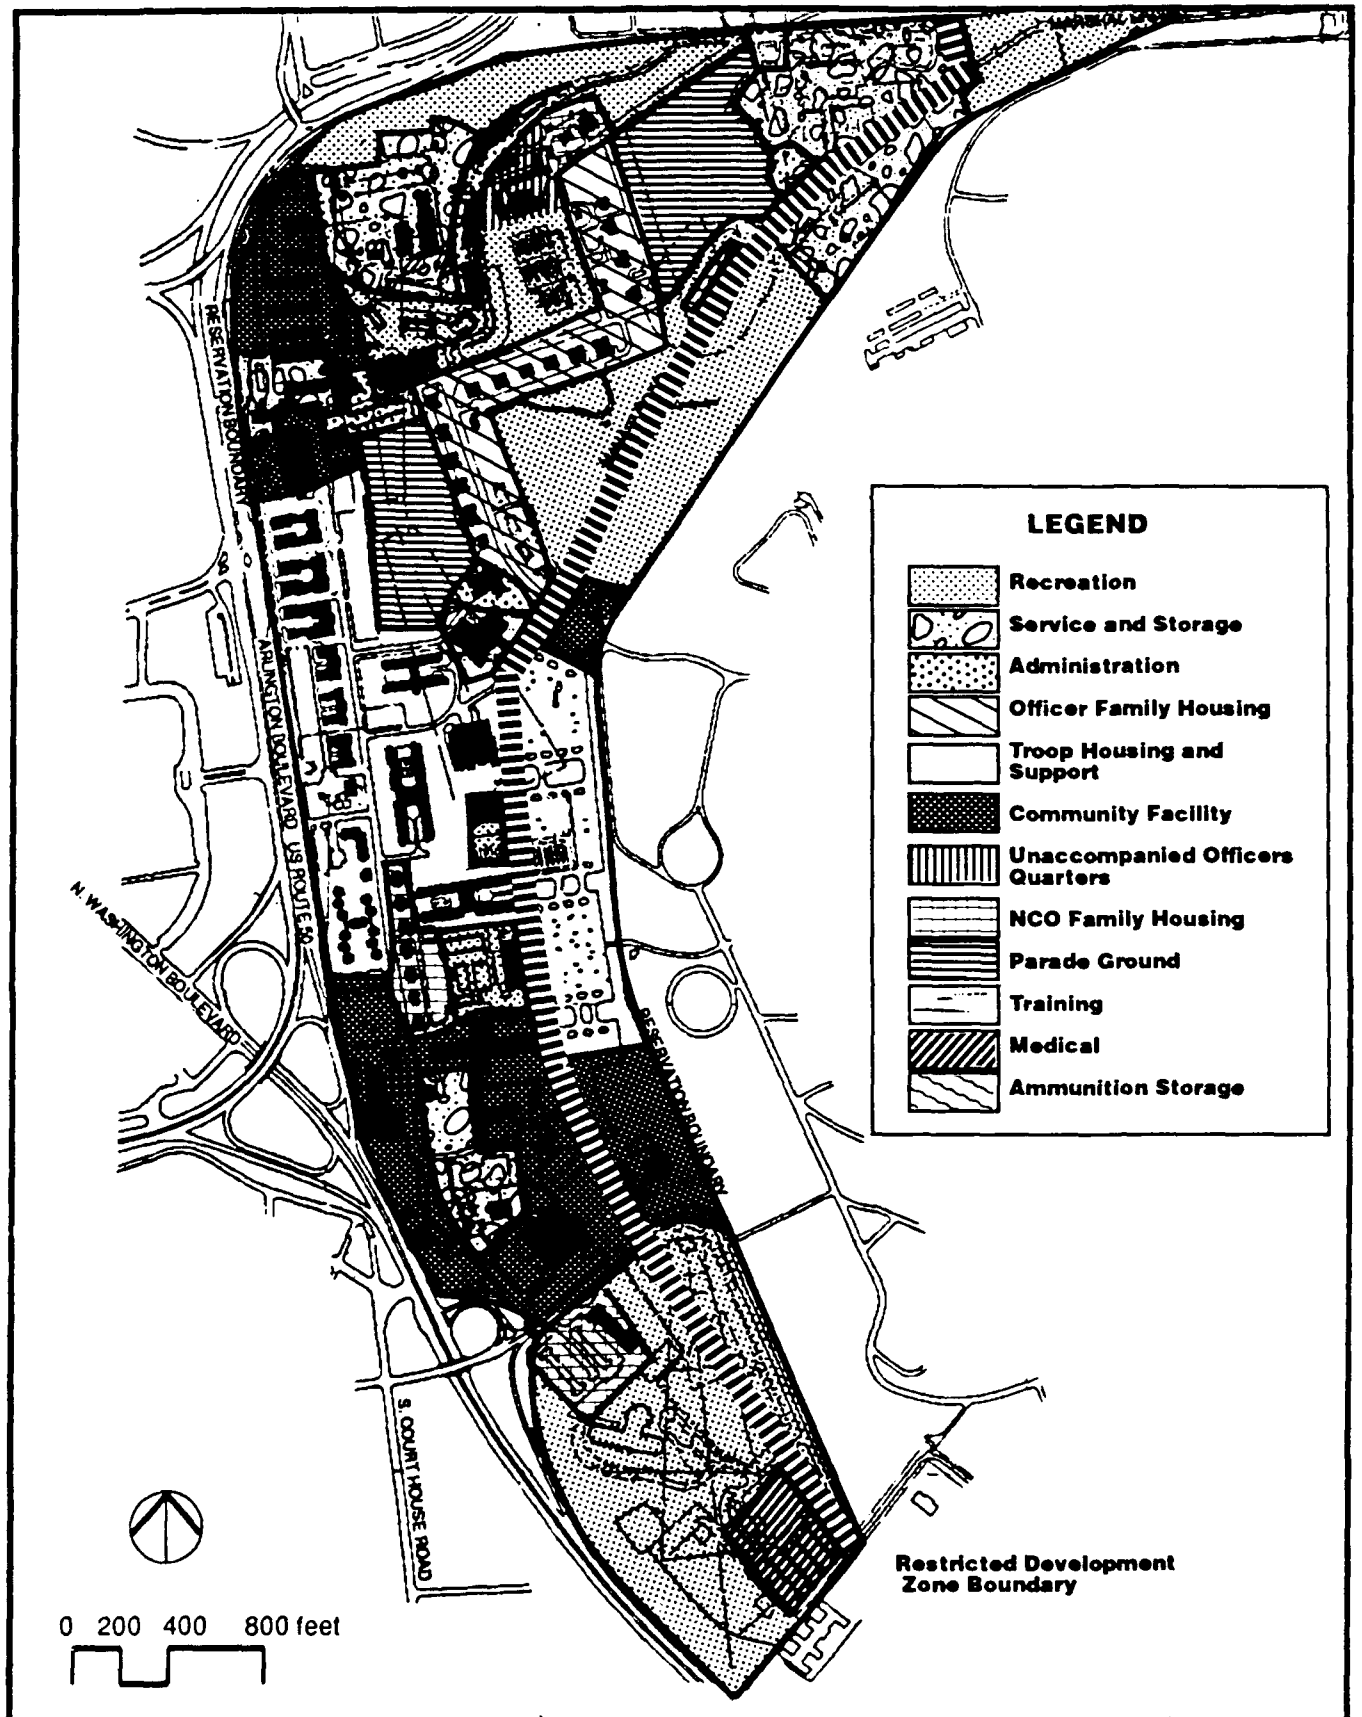 MARSHAL
RESERVATION BOUNDARY
ARLINGTON BOULEVARD US ROUTE 50
N. WASHINGTON BOULEVARD
RESERVATION BOUNDARY
S. COURT HOUSE ROAD
LEGEND
Recreation
Service and Storage
Administration
Officer Family Housing
Troop Housing and
Support
Community Facility
Unaccompanied Officers
Quarters
NCO Family Housing
Parade Ground
Training
Medical
Ammunition Storage
Restricted Development
Zone Boundary
0 200 400 800 feet